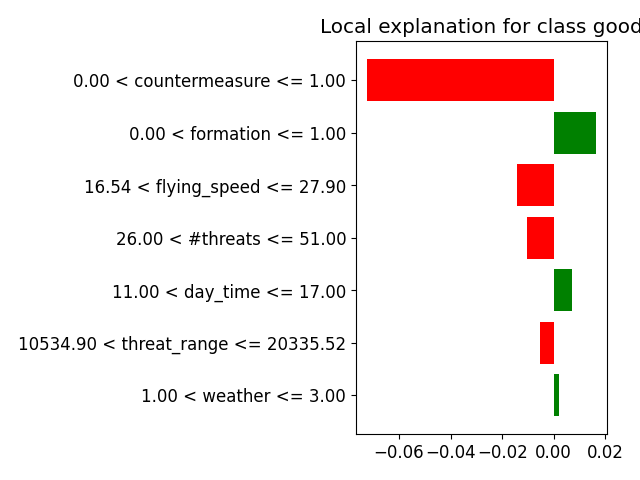 Local explanation for class good
0.00 < countermeasure <= 1.00
0.00 < formation <= 1.00
16.54 < flying_speed <= 27.90
26.00 < #threats <= 51.00
11.00 < day_time <= 17.00
10534.90 < threat_range <= 20335.52
1.00 < weather <= 3.00
−0.06 −0.04 −0.02 0.00 0.02